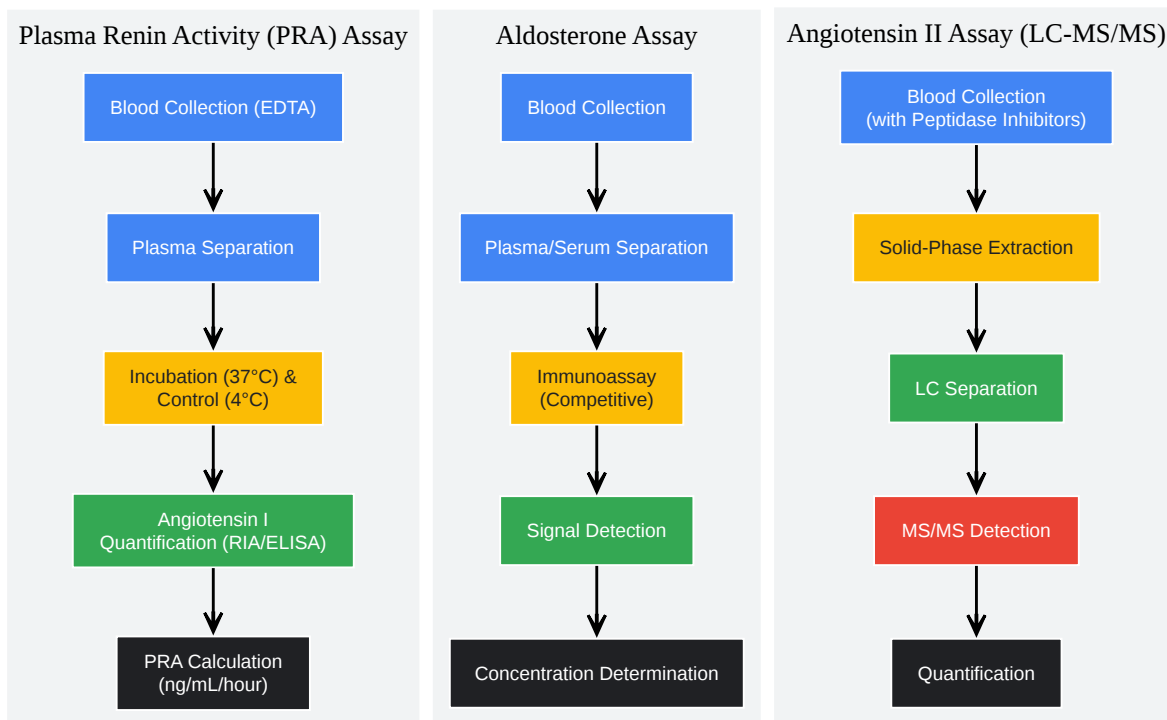 Plasma Renin Activity (PRA) Assay
Blood Collection (EDTA)
Plasma Separation
Incubation (37°C) &
Control (4°C)
Angiotensin I
Quantification (RIA/ELISA)
PRA Calculation
(ng/mL/hour)
Aldosterone Assay
Blood Collection
Plasma/Serum Separation
Immunoassay
(Competitive)
Signal Detection
Concentration Determination
Angiotensin II Assay (LC-MS/MS)
Blood Collection
(with Peptidase Inhibitors)
Solid-Phase Extraction
LC Separation
MS/MS Detection
Quantification